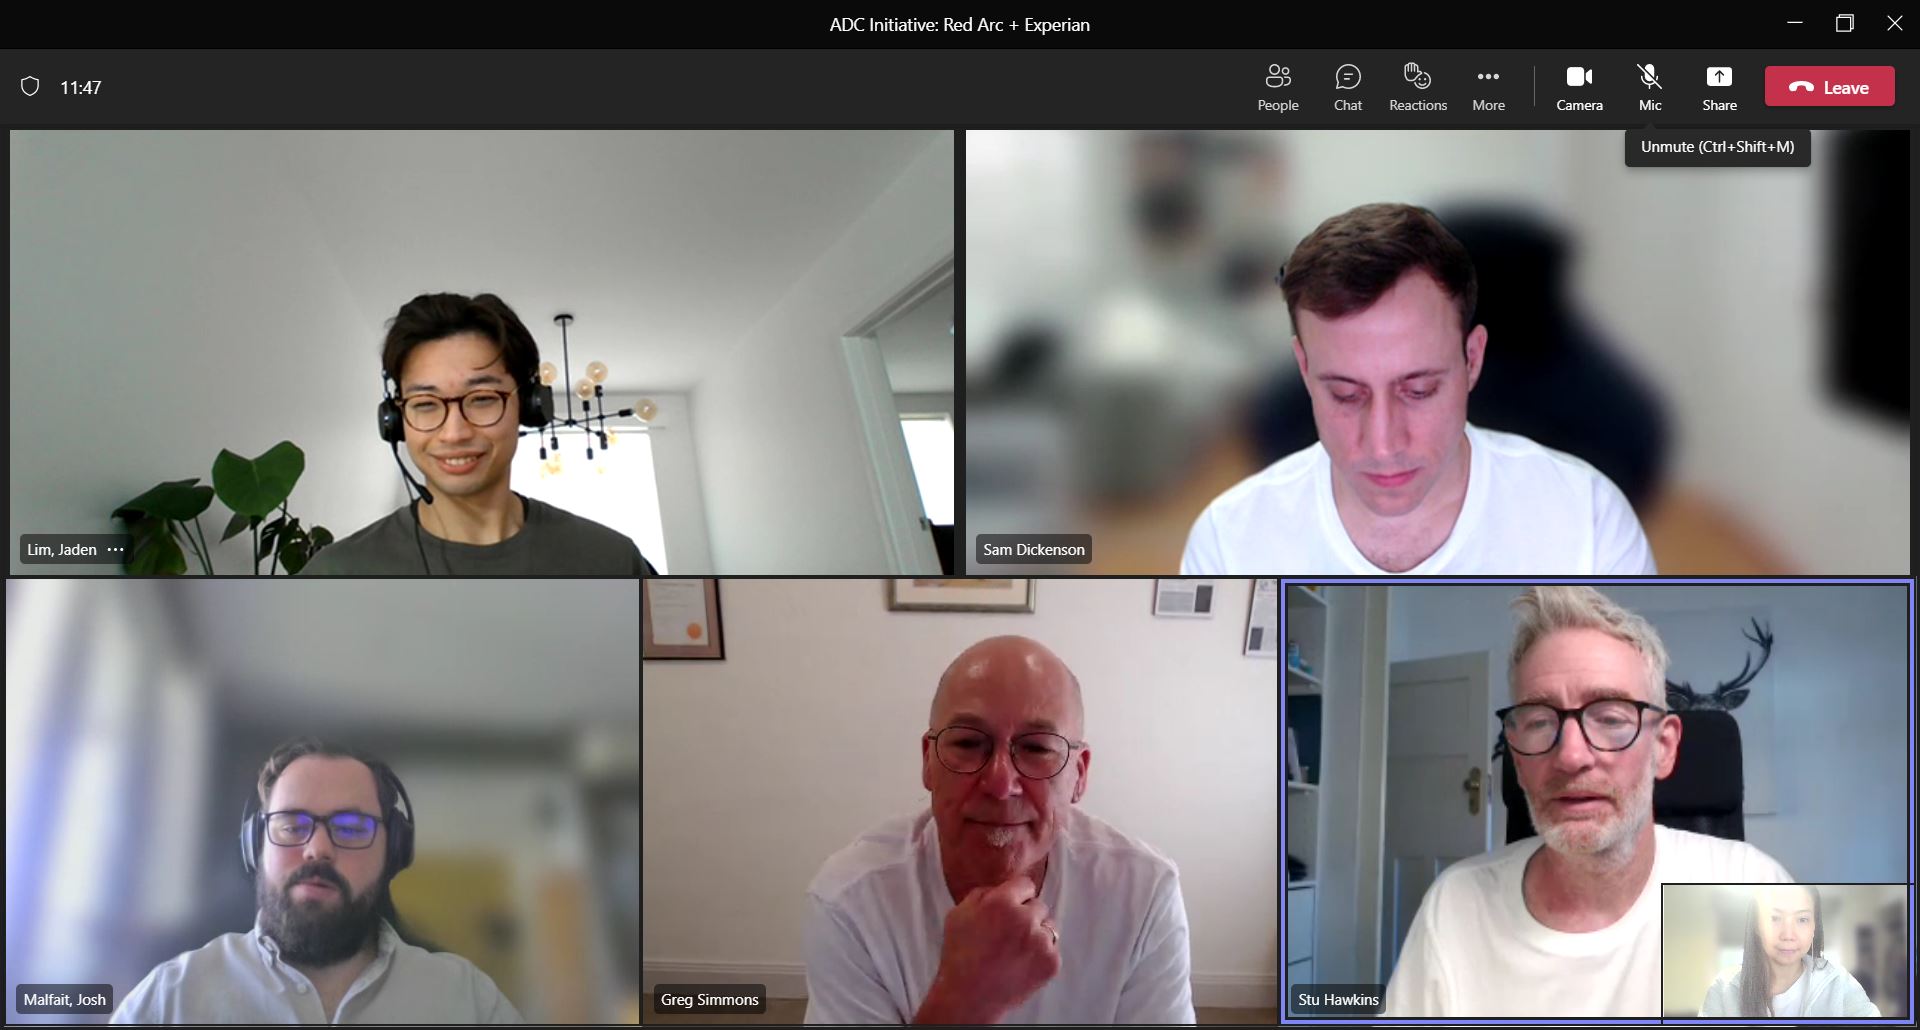 ADC Initiative: Red Arc + Experian
11:47
People
Chat
Reactions
More
Camera
Mic
Share
Leave
Unmute (Ctrl+Shift+M)
Lim, Jaden
Sam Dickenson
Malfait, Josh
Greg Simmons
Stu Hawkins